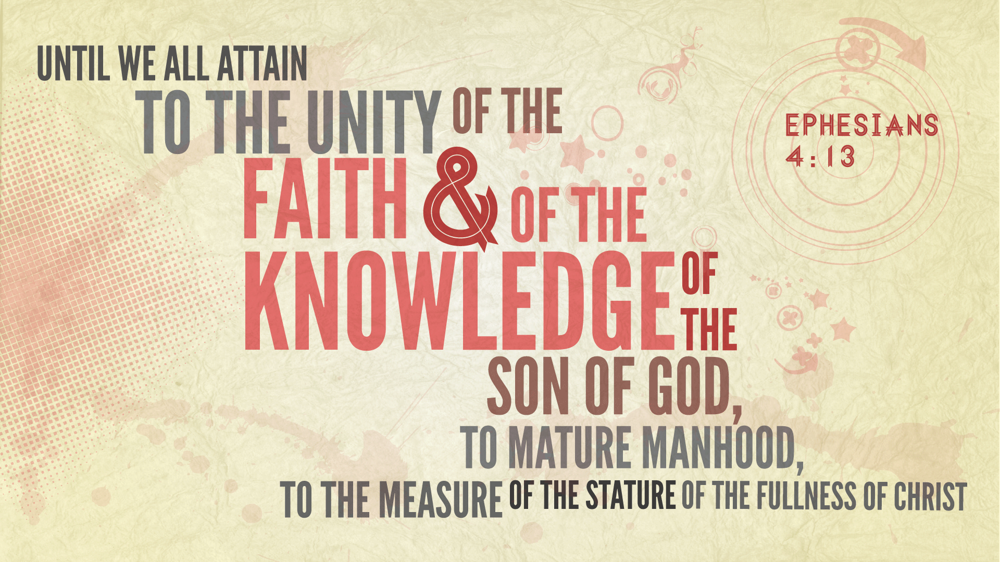 UNTIL WE ALL ATTAIN
TO THE UNITY OF THE
FAITH & OF THE
KNOWLEDGE OF
THE
SON OF GOD,
TO MATURE MANHOOD,
TO THE MEASURE OF THE STATURE OF THE FULLNESS OF CHRIST
EPHESIANS
4:13